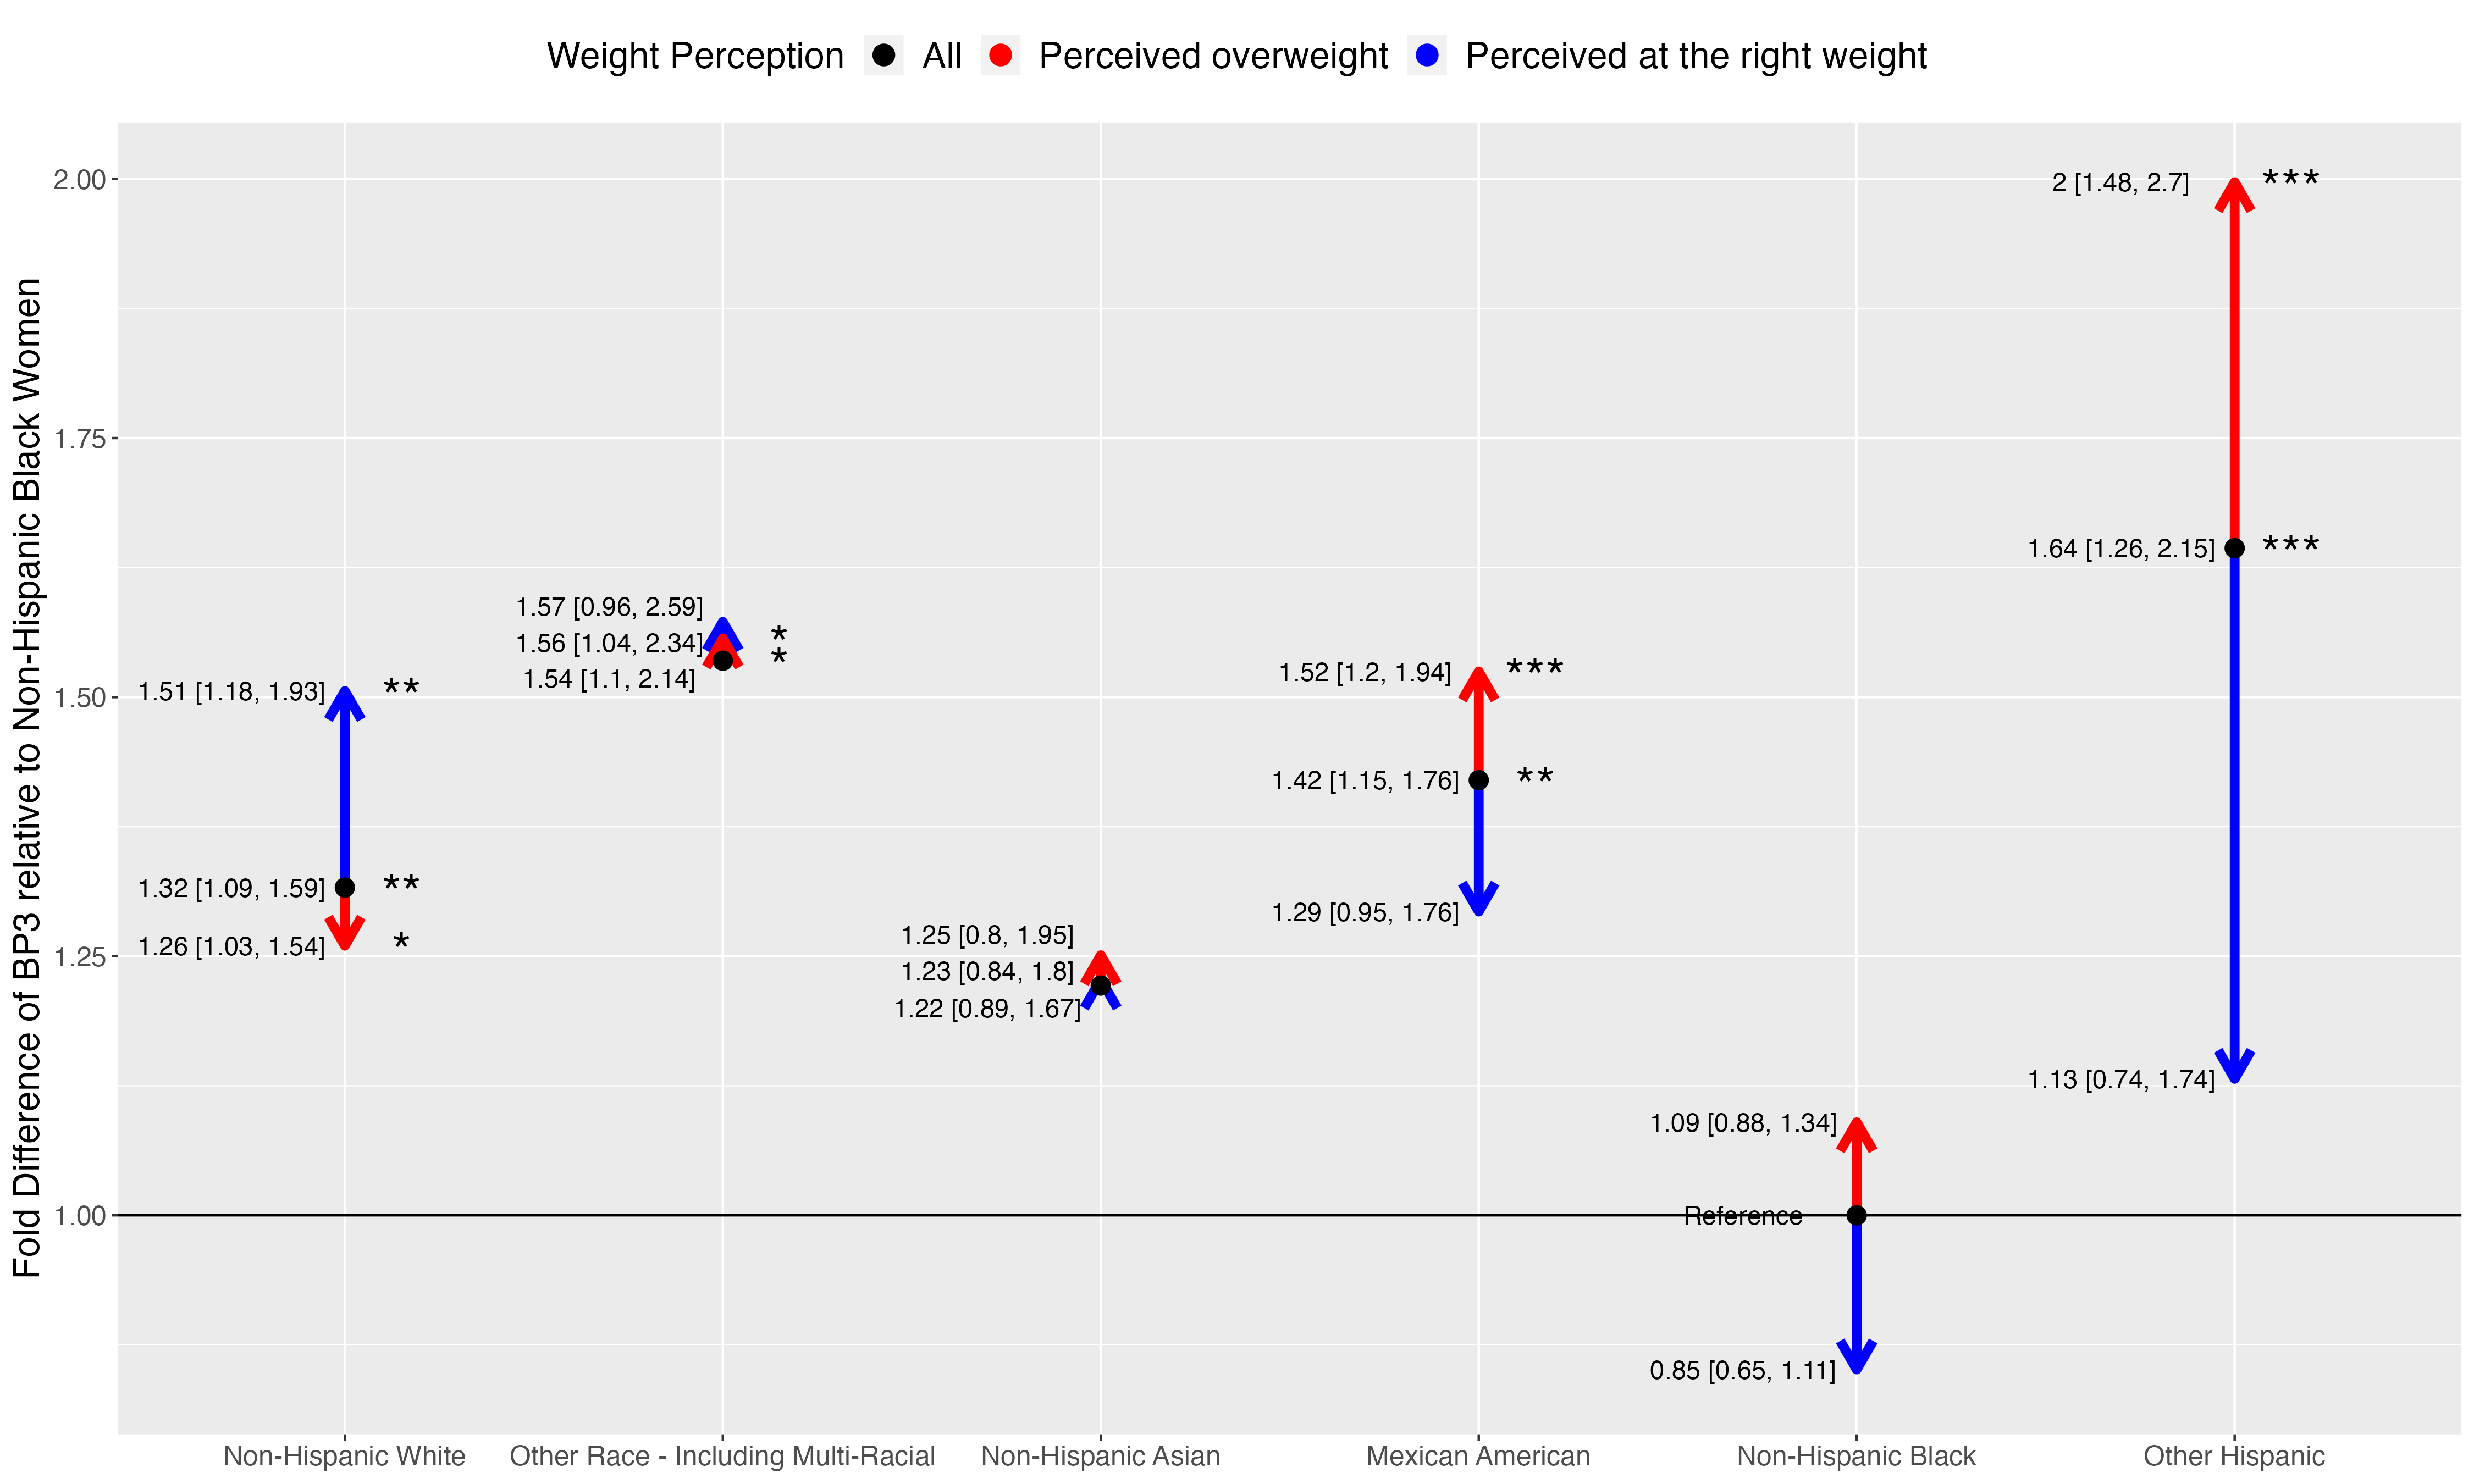 Weight Perception All Perceived overweight Perceived at the right weight
Fold Difference of BP3 relative to Non-Hispanic Black Women
2.00
1.75
1.50
1.25
1.00
1.51 [1.18, 1.93] **
1.32 [1.09, 1.59] **
1.26 [1.03, 1.54] *
1.57 [0.96, 2.59]
1.56 [1.04, 2.34] *
1.54 [1.1, 2.14] *
1.25 [0.8, 1.95]
1.23 [0.84, 1.8]
1.22 [0.89, 1.67]
1.52 [1.2, 1.94] ***
1.42 [1.15, 1.76] **
1.29 [0.95, 1.76]
1.09 [0.88, 1.34]
Reference
0.85 [0.65, 1.11]
2 [1.48, 2.7] ***
1.64 [1.26, 2.15] ***
1.13 [0.74, 1.74]
Non-Hispanic White
Other Race - Including Multi-Racial
Non-Hispanic Asian
Mexican American
Non-Hispanic Black
Other Hispanic